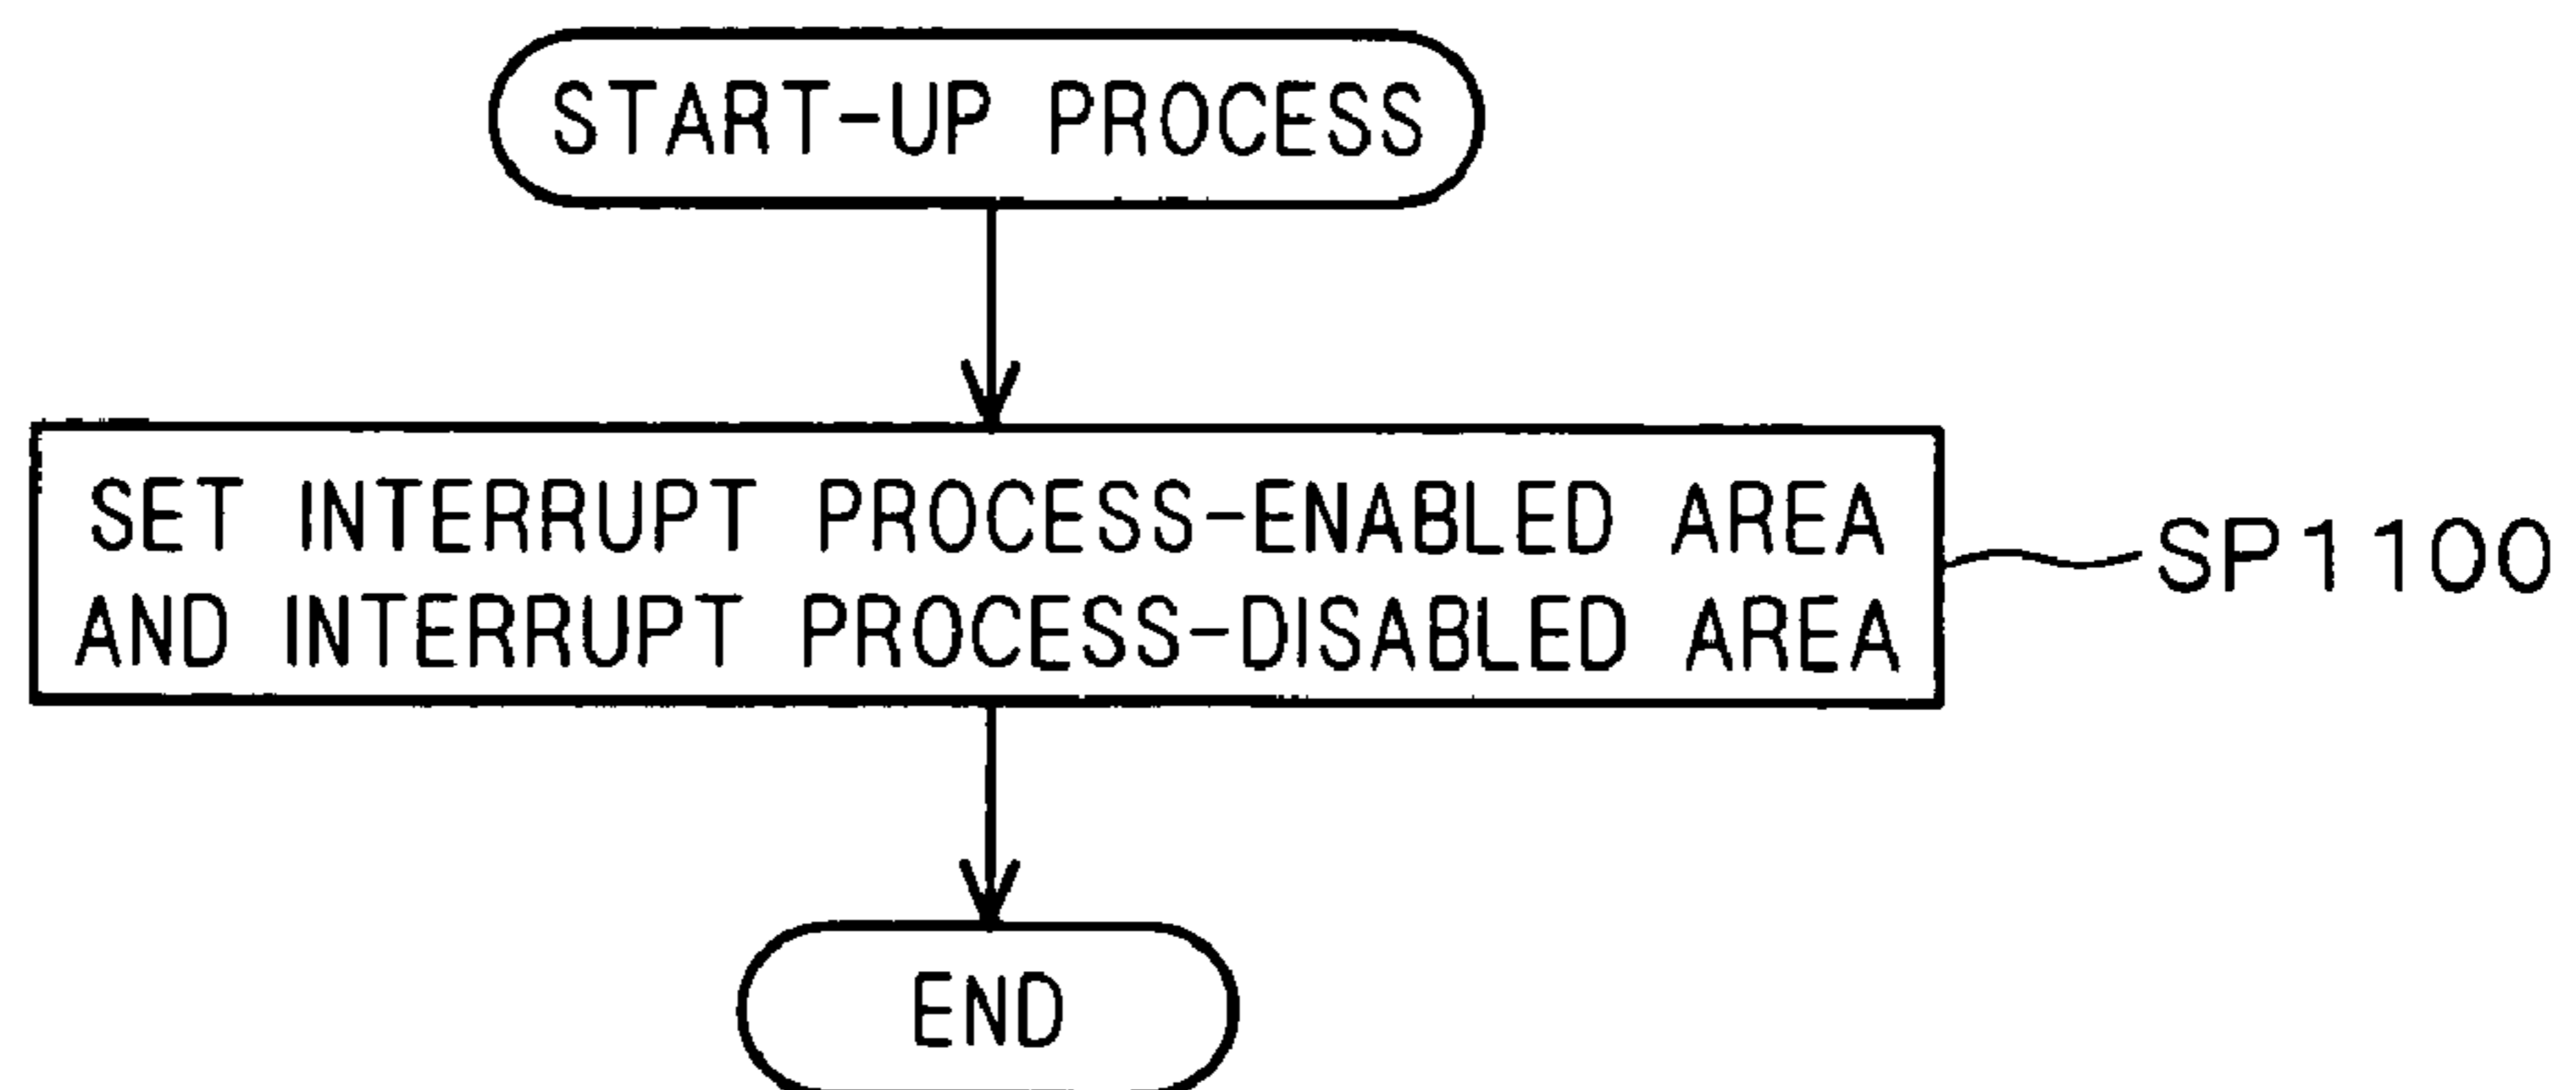 START-UP PROCESS
SET INTERRUPT PROCESS-ENABLED AREA
AND INTERRUPT PROCESS-DISABLED AREA
SP1100
END